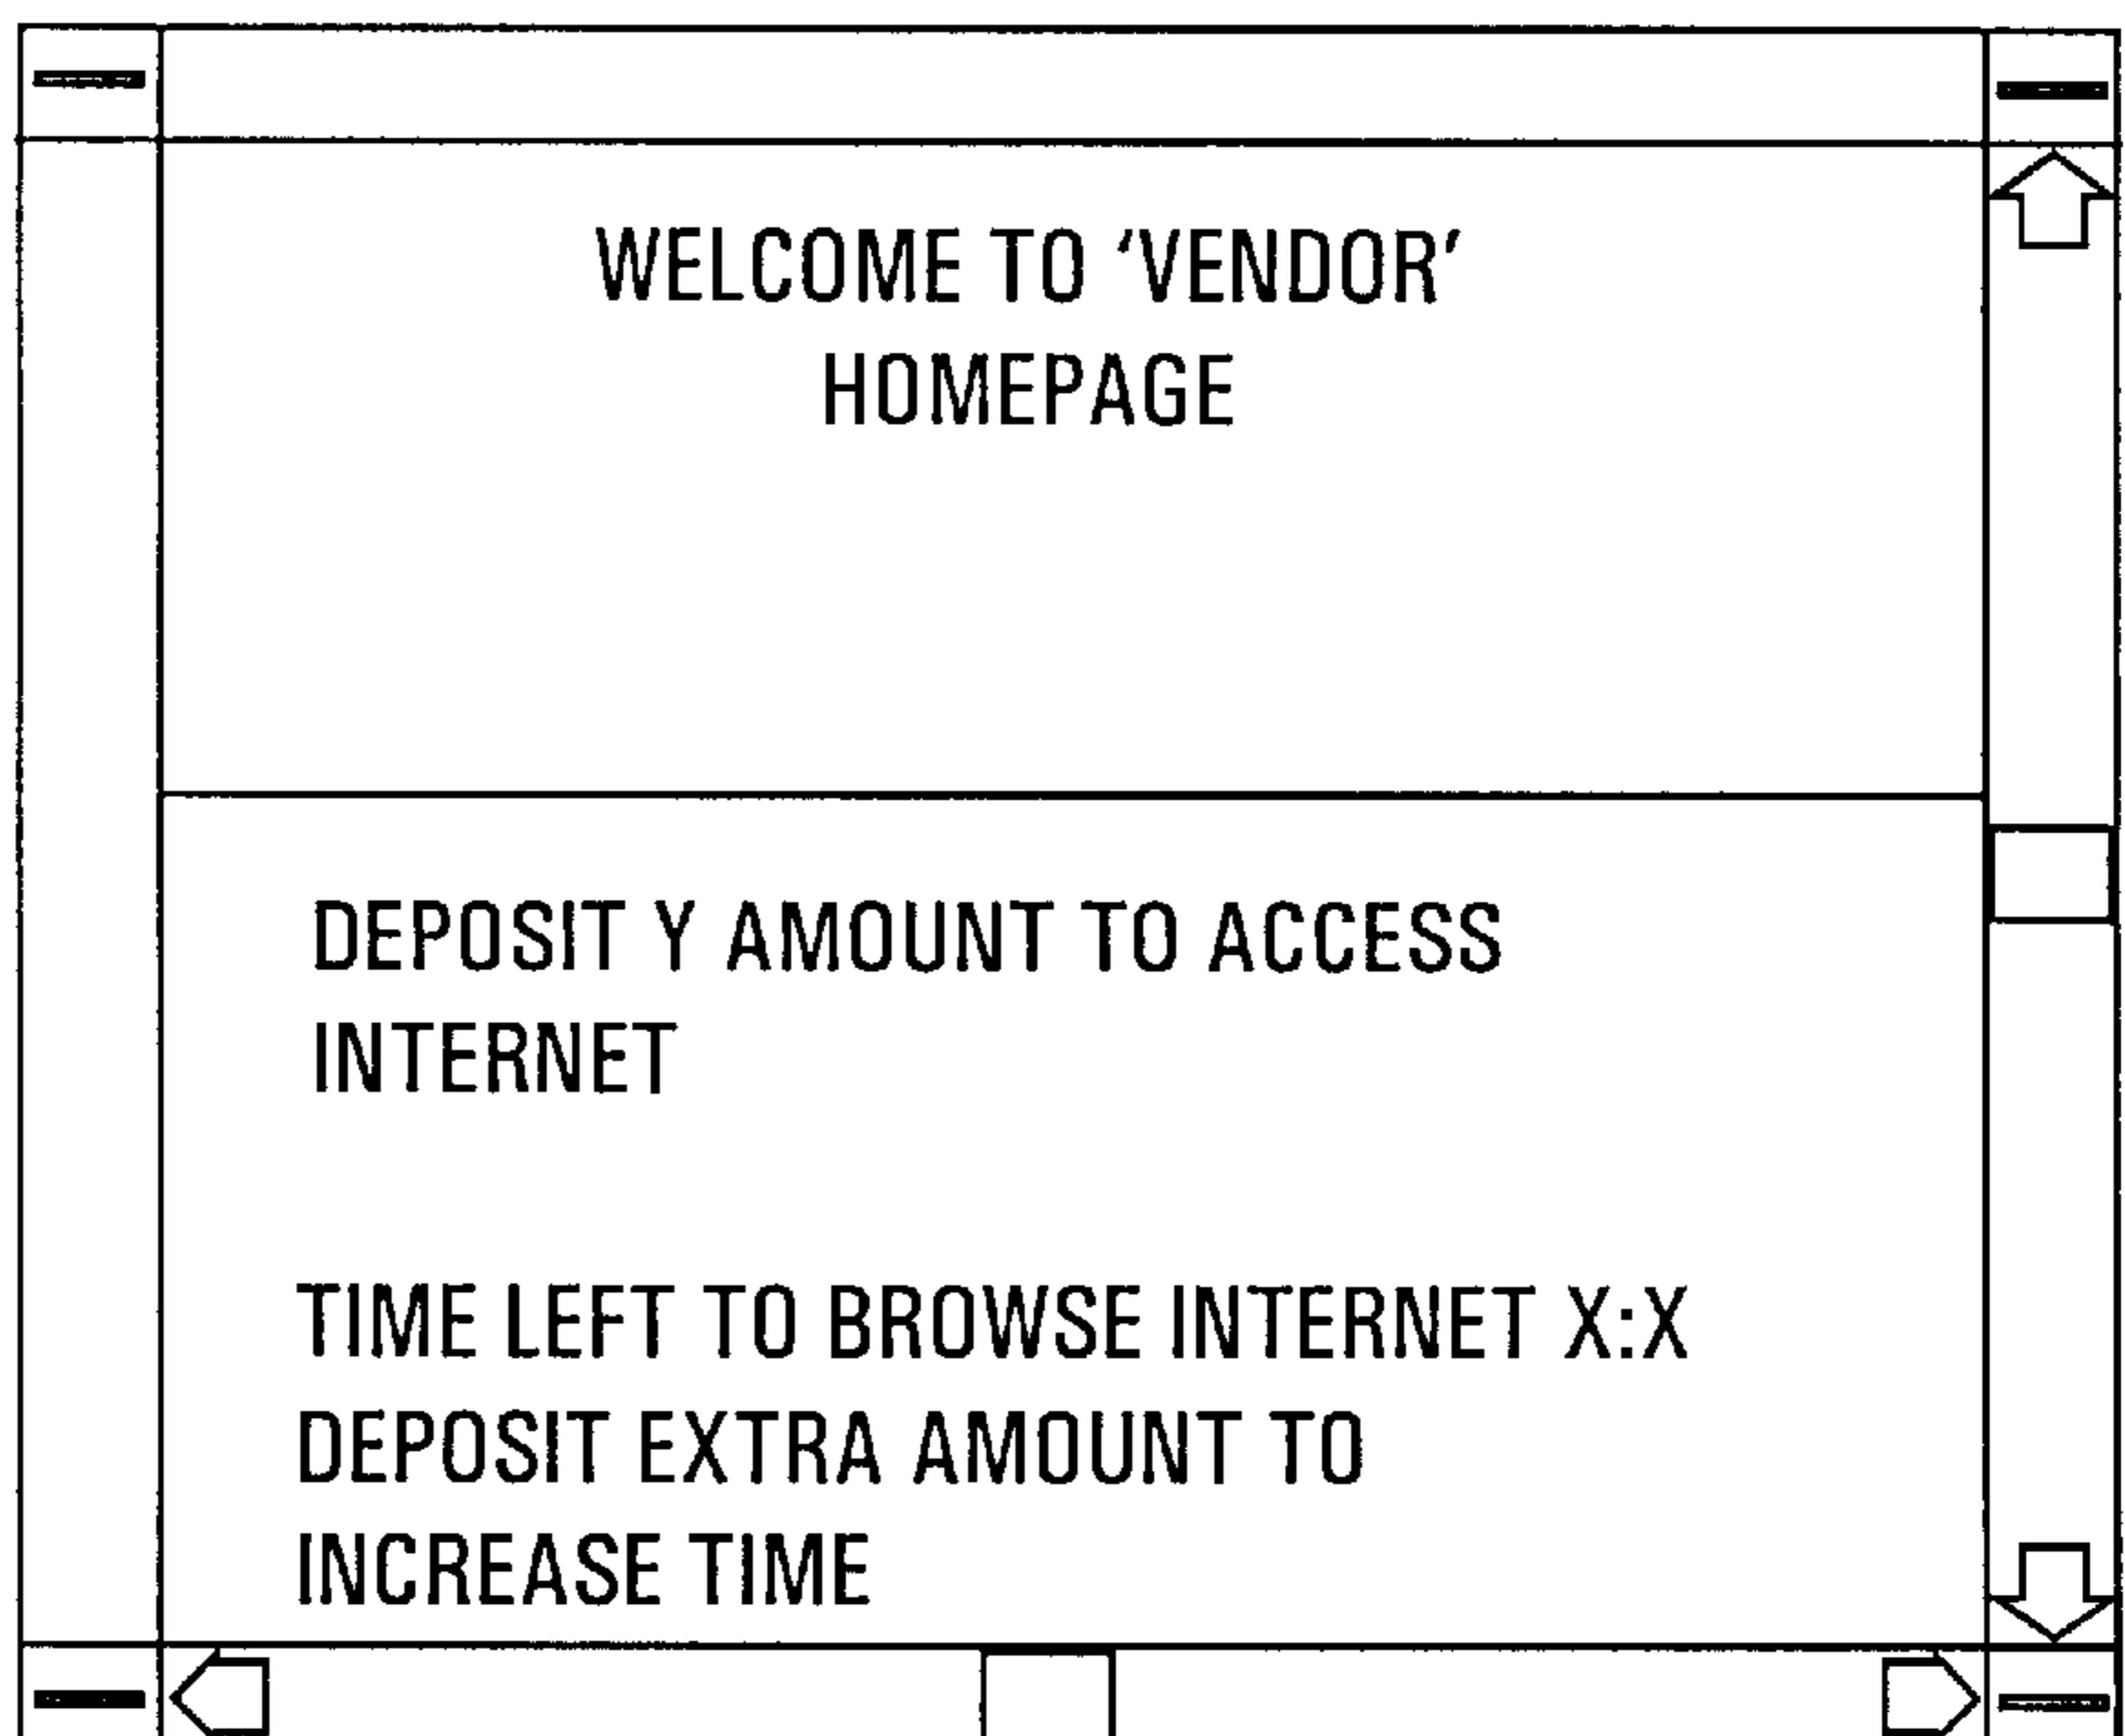 WELCOME TO 'VENDOR'
HOMEPAGE
DEPOSIT Y AMOUNT TO ACCESS
INTERNET
TIME LEFT TO BROWSE INTERNET X:X
DEPOSIT EXTRA AMOUNT TO
INCREASE TIME